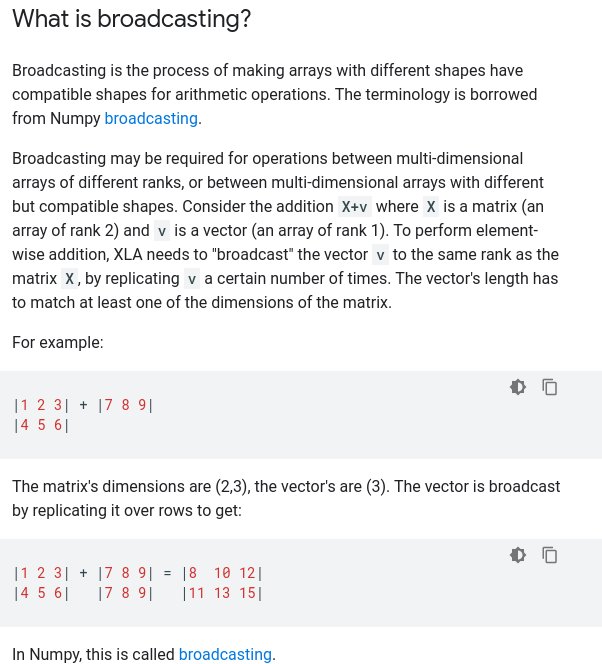 What is broadcasting?
Broadcasting is the process of making arrays with different shapes have
compatible shapes for arithmetic operations. The terminology is borrowed
from Numpy broadcasting.
Broadcasting may be required for operations between multi-dimensional
arrays of different ranks, or between multi-dimensional arrays with different
but compatible shapes. Consider the addition X+v where X is a matrix (an
array of rank 2) and v is a vector (an array of rank 1). To perform element-
wise addition, XLA needs to "broadcast" the vector v to the same rank as the
matrix X, by replicating v a certain number of times. The vector's length has
to match at least one of the dimensions of the matrix.
For example:
|1 2 3| + |7 8 9|
|4 5 6|
The matrix's dimensions are (2,3), the vector's are (3). The vector is broadcast
by replicating it over rows to get:
|1 2 3| + |7 8 9| = |8  10 12|
|4 5 6|   |7 8 9|   |11 13 15|
In Numpy, this is called broadcasting.